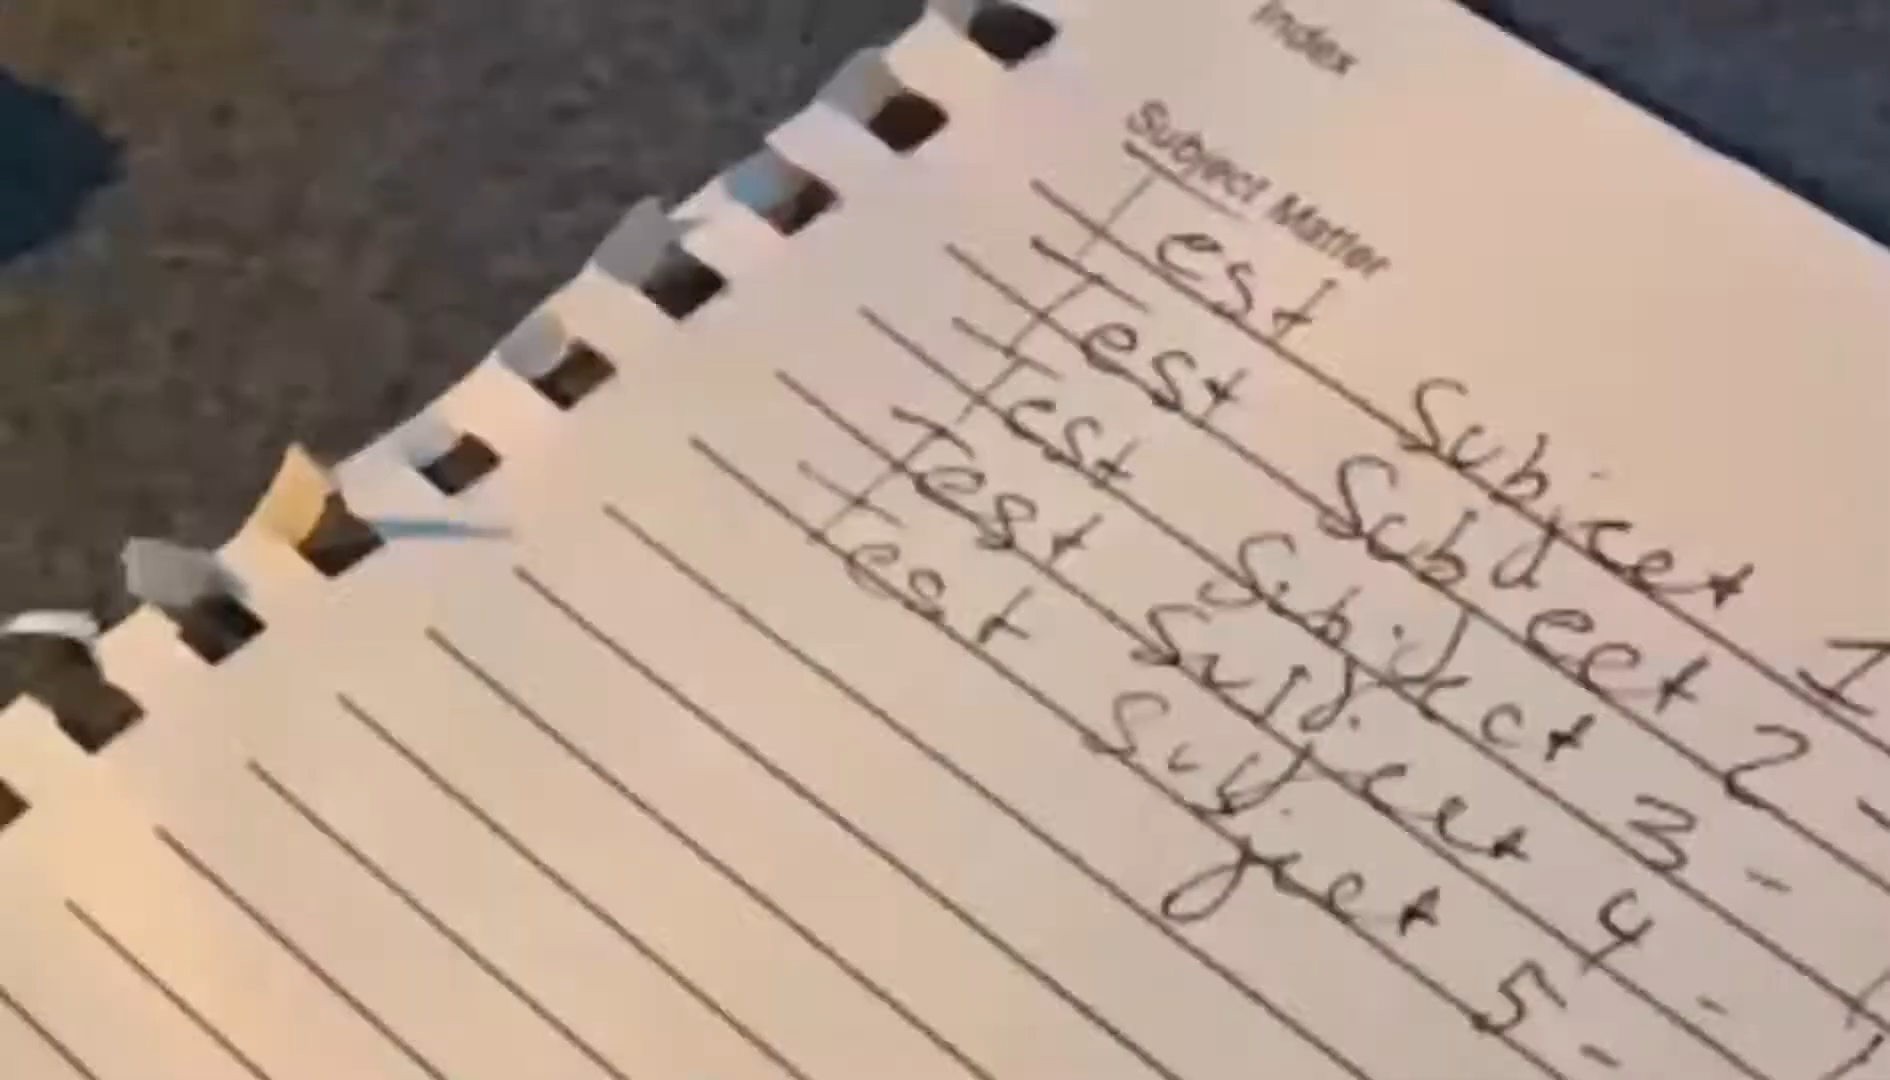 Index
Subject Matter
Test Subject 1
Test Subject 2 -
Test Subject 3 -
Test Subject 4 -
Test Subject 5 -